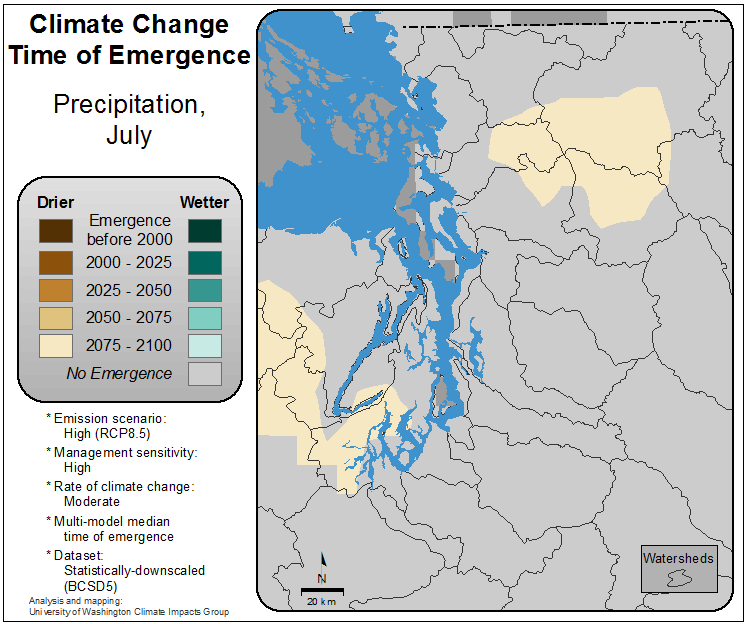 Climate Change
Time of Emergence
Precipitation,
July
Drier Wetter
Emergence
before 2000
2000 - 2025
2025 - 2050
2050 - 2075
2075 - 2100
No Emergence
* Emission scenario:
High (RCP8.5)
* Management sensitivity:
High
* Rate of climate change:
Moderate
* Multi-model median
time of emergence
* Dataset:
Statistically-downscaled
(BCSD5)
Analysis and mapping:
University of Washington Climate Impacts Group
N
20 km
Watersheds